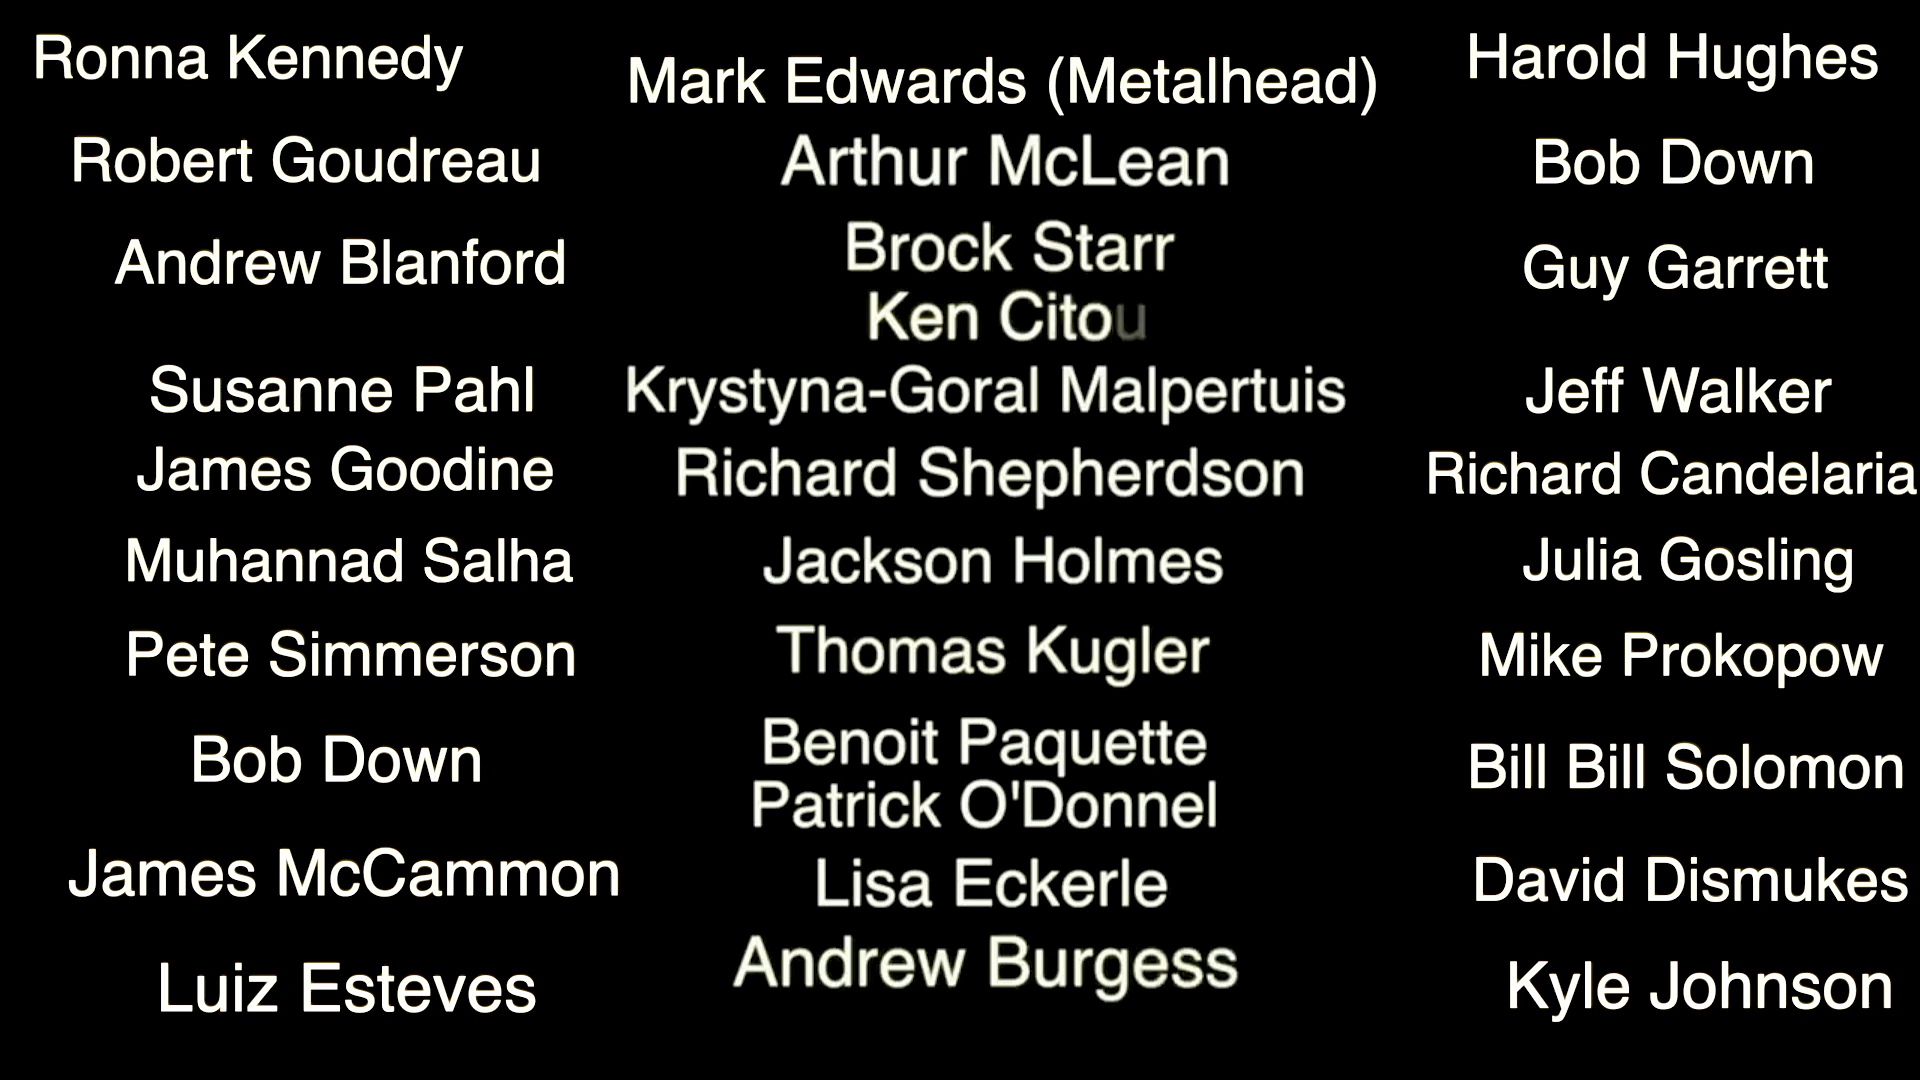 Ronna Kennedy
Robert Goudreau
Andrew Blanford
Susanne Pahl
James Goodine
Muhannad Salha
Pete Simmerson
Bob Down
James McCammon
Luiz Esteves
Mark Edwards (Metalhead)
Arthur McLean
Brock Starr
Ken Citou
Krystyna-Goral Malpertuis
Richard Shepherdson
Jackson Holmes
Thomas Kugler
Benoit Paquette
Patrick O'Donnel
Lisa Eckerle
Andrew Burgess
Harold Hughes
Bob Down
Guy Garrett
Jeff Walker
Richard Candelaria
Julia Gosling
Mike Prokopow
Bill Bill Solomon
David Dismukes
Kyle Johnson